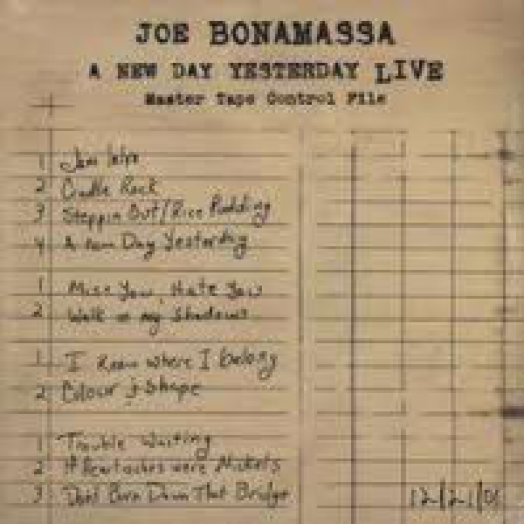 JOE BONAMASSA
A NEW DAY YESTERDAY LIVE
Master Tape Control File
1 Jam Intro
2 Cradle Rock
3 Steppin Out/Rice Pudding
4 A New Day Yesterday
1 Miss You, Hate You
2 Walk in my Shadows
1 I Know where I belong
2 Colour & Shape
1 Trouble Waiting
2 If Heartaches were Nickels
3 Don't Burn Down That Bridge
12/21/01